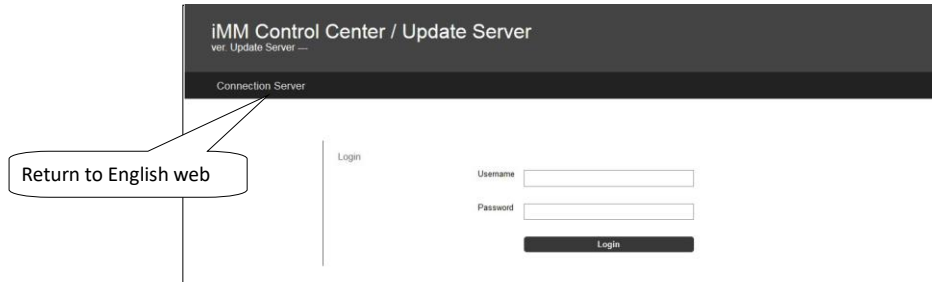 iMM Control Center / Update Server
ver. Update Server —
Connection Server
Return to English web
Login
Username
Password
Login